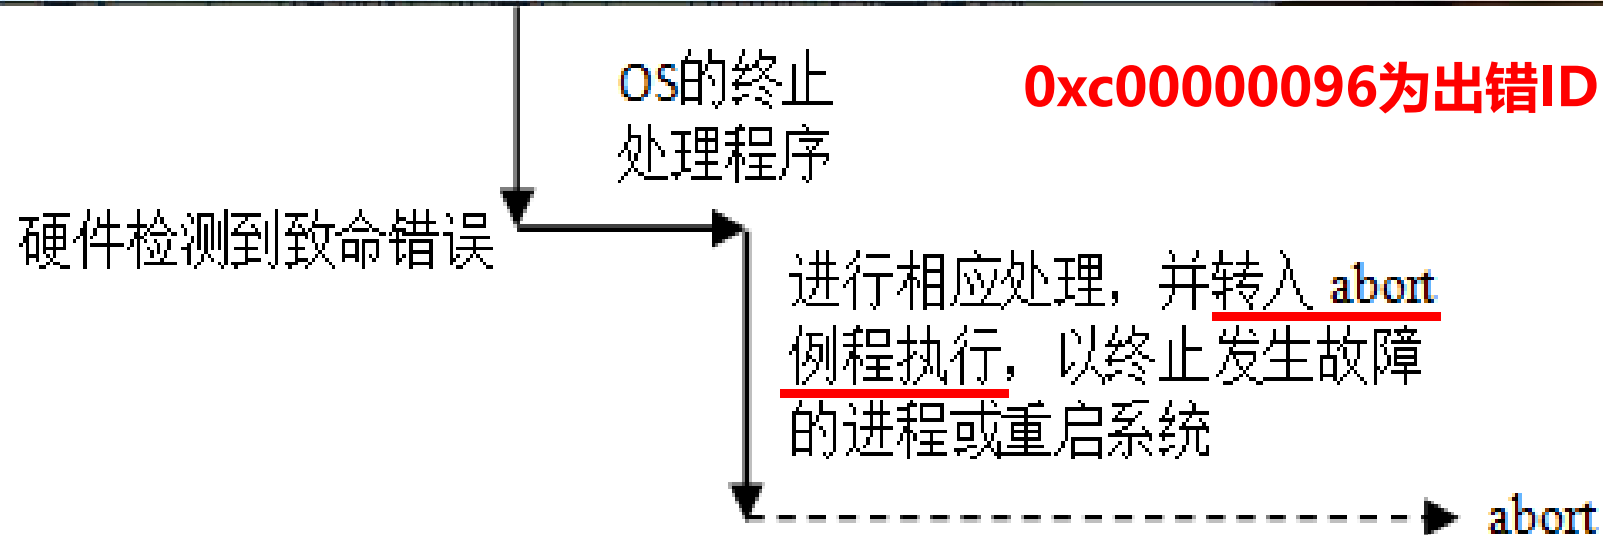 OS的终止
处理程序
0xc00000096为出错ID
硬件检测到致命错误
进行相应处理，并转入 abort
例程执行，以终止发生故障
的进程或重启系统
abort